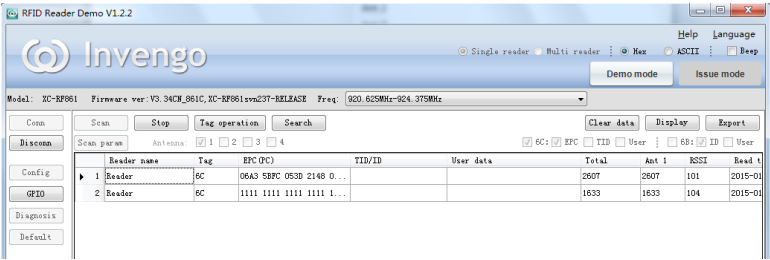 RFID Reader Demo V1.2.2
Help Language
Invengo
Single reader Multi reader Hex ASCII Beep
Demo mode Issue mode
Model: XC-RF861 Firmware ver:V3.34CN_861C,XC-RF861svn237-RELEASE Freq: 920.625MHz-924.375MHz
Conn Scan Stop Tag operation Search Clear data Display Export
Disconn Scan param Antenna: 1 2 3 4 6C: EPC TID User 6B: ID User
Reader name Tag EPC(PC) TID/ID User data Total Ant 1 RSSI Read t
Config 1 Reader 6C 06A3 5BFC 053D 2148 0... 2607 2607 101 2015-01
GPIO 2 Reader 6C 1111 1111 1111 1111 1... 1633 1633 104 2015-01
Diagnosis
Default